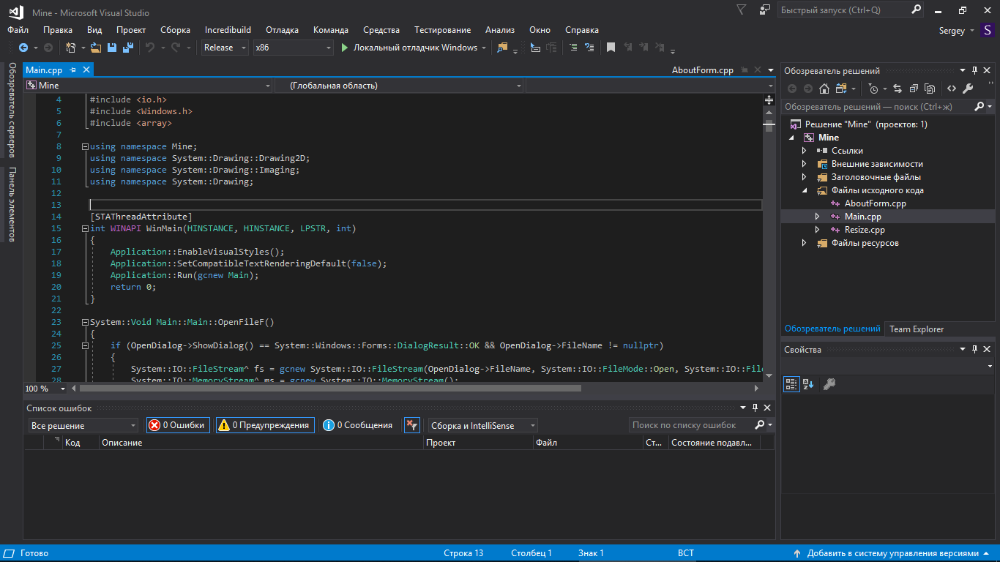 Mine - Microsoft Visual Studio
Быстрый запуск (Ctrl+Q)
Файл Правка Вид Проект Сборка Incredibuild Отладка Команда Средства Тестирование Анализ Окно Справка
Sergey S
Release x86 Локальный отладчик Windows
Обозреватель серверов
Панель элементов
Main.cpp
AboutForm.cpp
Mine (Глобальная область)
4 #include <io.h>
5 #include <Windows.h>
6 #include <array>
7
8 using namespace Mine;
9 using namespace System::Drawing::Drawing2D;
10 using namespace System::Drawing::Imaging;
11 using namespace System::Drawing;
12
13
14 [STAThreadAttribute]
15 int WINAPI WinMain(HINSTANCE, HINSTANCE, LPSTR, int)
16 {
17 Application::EnableVisualStyles();
18 Application::SetCompatibleTextRenderingDefault(false);
19 Application::Run(gcnew Main);
20 return 0;
21 }
22
23 System::Void Main::Main::OpenFileF()
24 {
25 if (OpenDialog->ShowDialog() == System::Windows::Forms::DialogResult::OK && OpenDialog->FileName != nullptr)
26 {
27 System::IO::FileStream^ fs = gcnew System::IO::FileStream(OpenDialog->FileName, System::IO::FileMode::Open, System::IO::File
28 System::IO::MemoryStream^ ms = gcnew System::IO::MemoryStream();
100 %
Список ошибок
Все решение 0 Ошибки 0 Предупреждения 0 Сообщения Сборка и IntelliSense Поиск по списку ошибок
Код Описание Проект Файл Ст... Состояние подавл...
Обозреватель решений
Обозреватель решений — поиск (Ctrl+ж)
Решение "Mine" (проектов: 1)
Mine
Ссылки
Внешние зависимости
Заголовочные файлы
Файлы исходного кода
AboutForm.cpp
Main.cpp
Resize.cpp
Файлы ресурсов
Обозреватель решений Team Explorer
Свойства
Готово Строка 13 Столбец 1 Знак 1 ВСТ Добавить в систему управления версиями